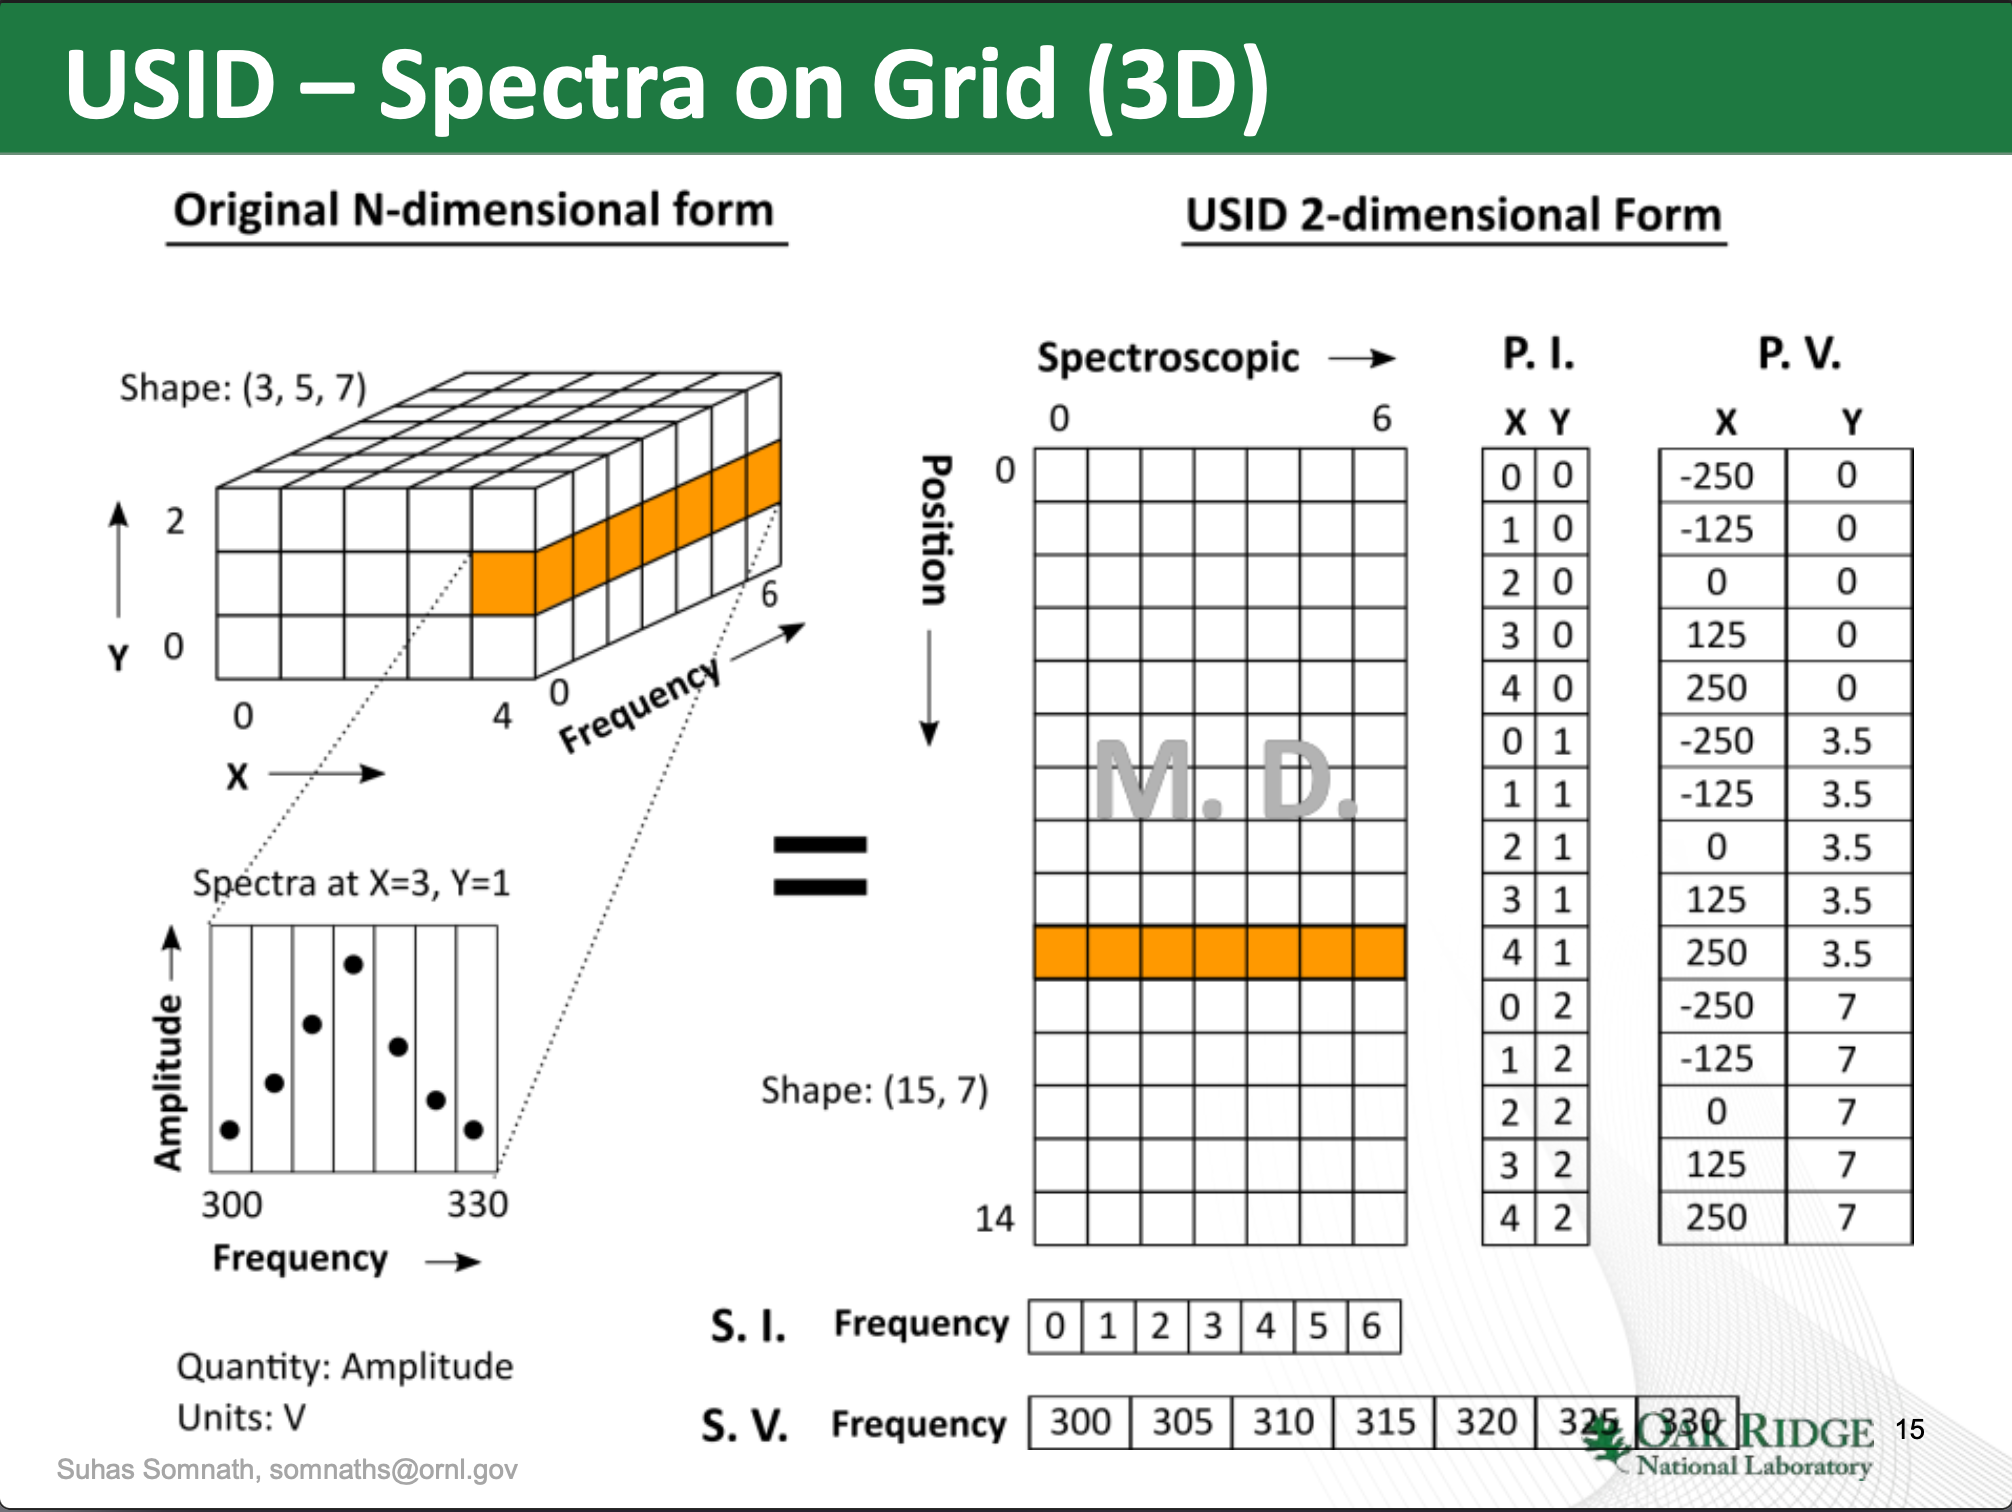 USID – Spectra on Grid (3D)
Original N-dimensional form
USID 2-dimensional Form
Shape: (3, 5, 7)
2
Y 0
0 4 0 6
X
Frequency
Spectra at X=3, Y=1
Amplitude
300 330
Frequency
Quantity: Amplitude
Units: V
=
Spectroscopic
0 6
Position
0
14
M. D.
Shape: (15, 7)
P. I.
X Y
0 0
1 0
2 0
3 0
4 0
0 1
1 1
2 1
3 1
4 1
0 2
1 2
2 2
3 2
4 2
P. V.
X Y
-250 0
-125 0
0 0
125 0
250 0
-250 3.5
-125 3.5
0 3.5
125 3.5
250 3.5
-250 7
-125 7
0 7
125 7
250 7
S. I. Frequency 0 1 2 3 4 5 6
S. V. Frequency 300 305 310 315 320 325 330
Suhas Somnath, somnaths@ornl.gov
OAK RIDGE
National Laboratory
15